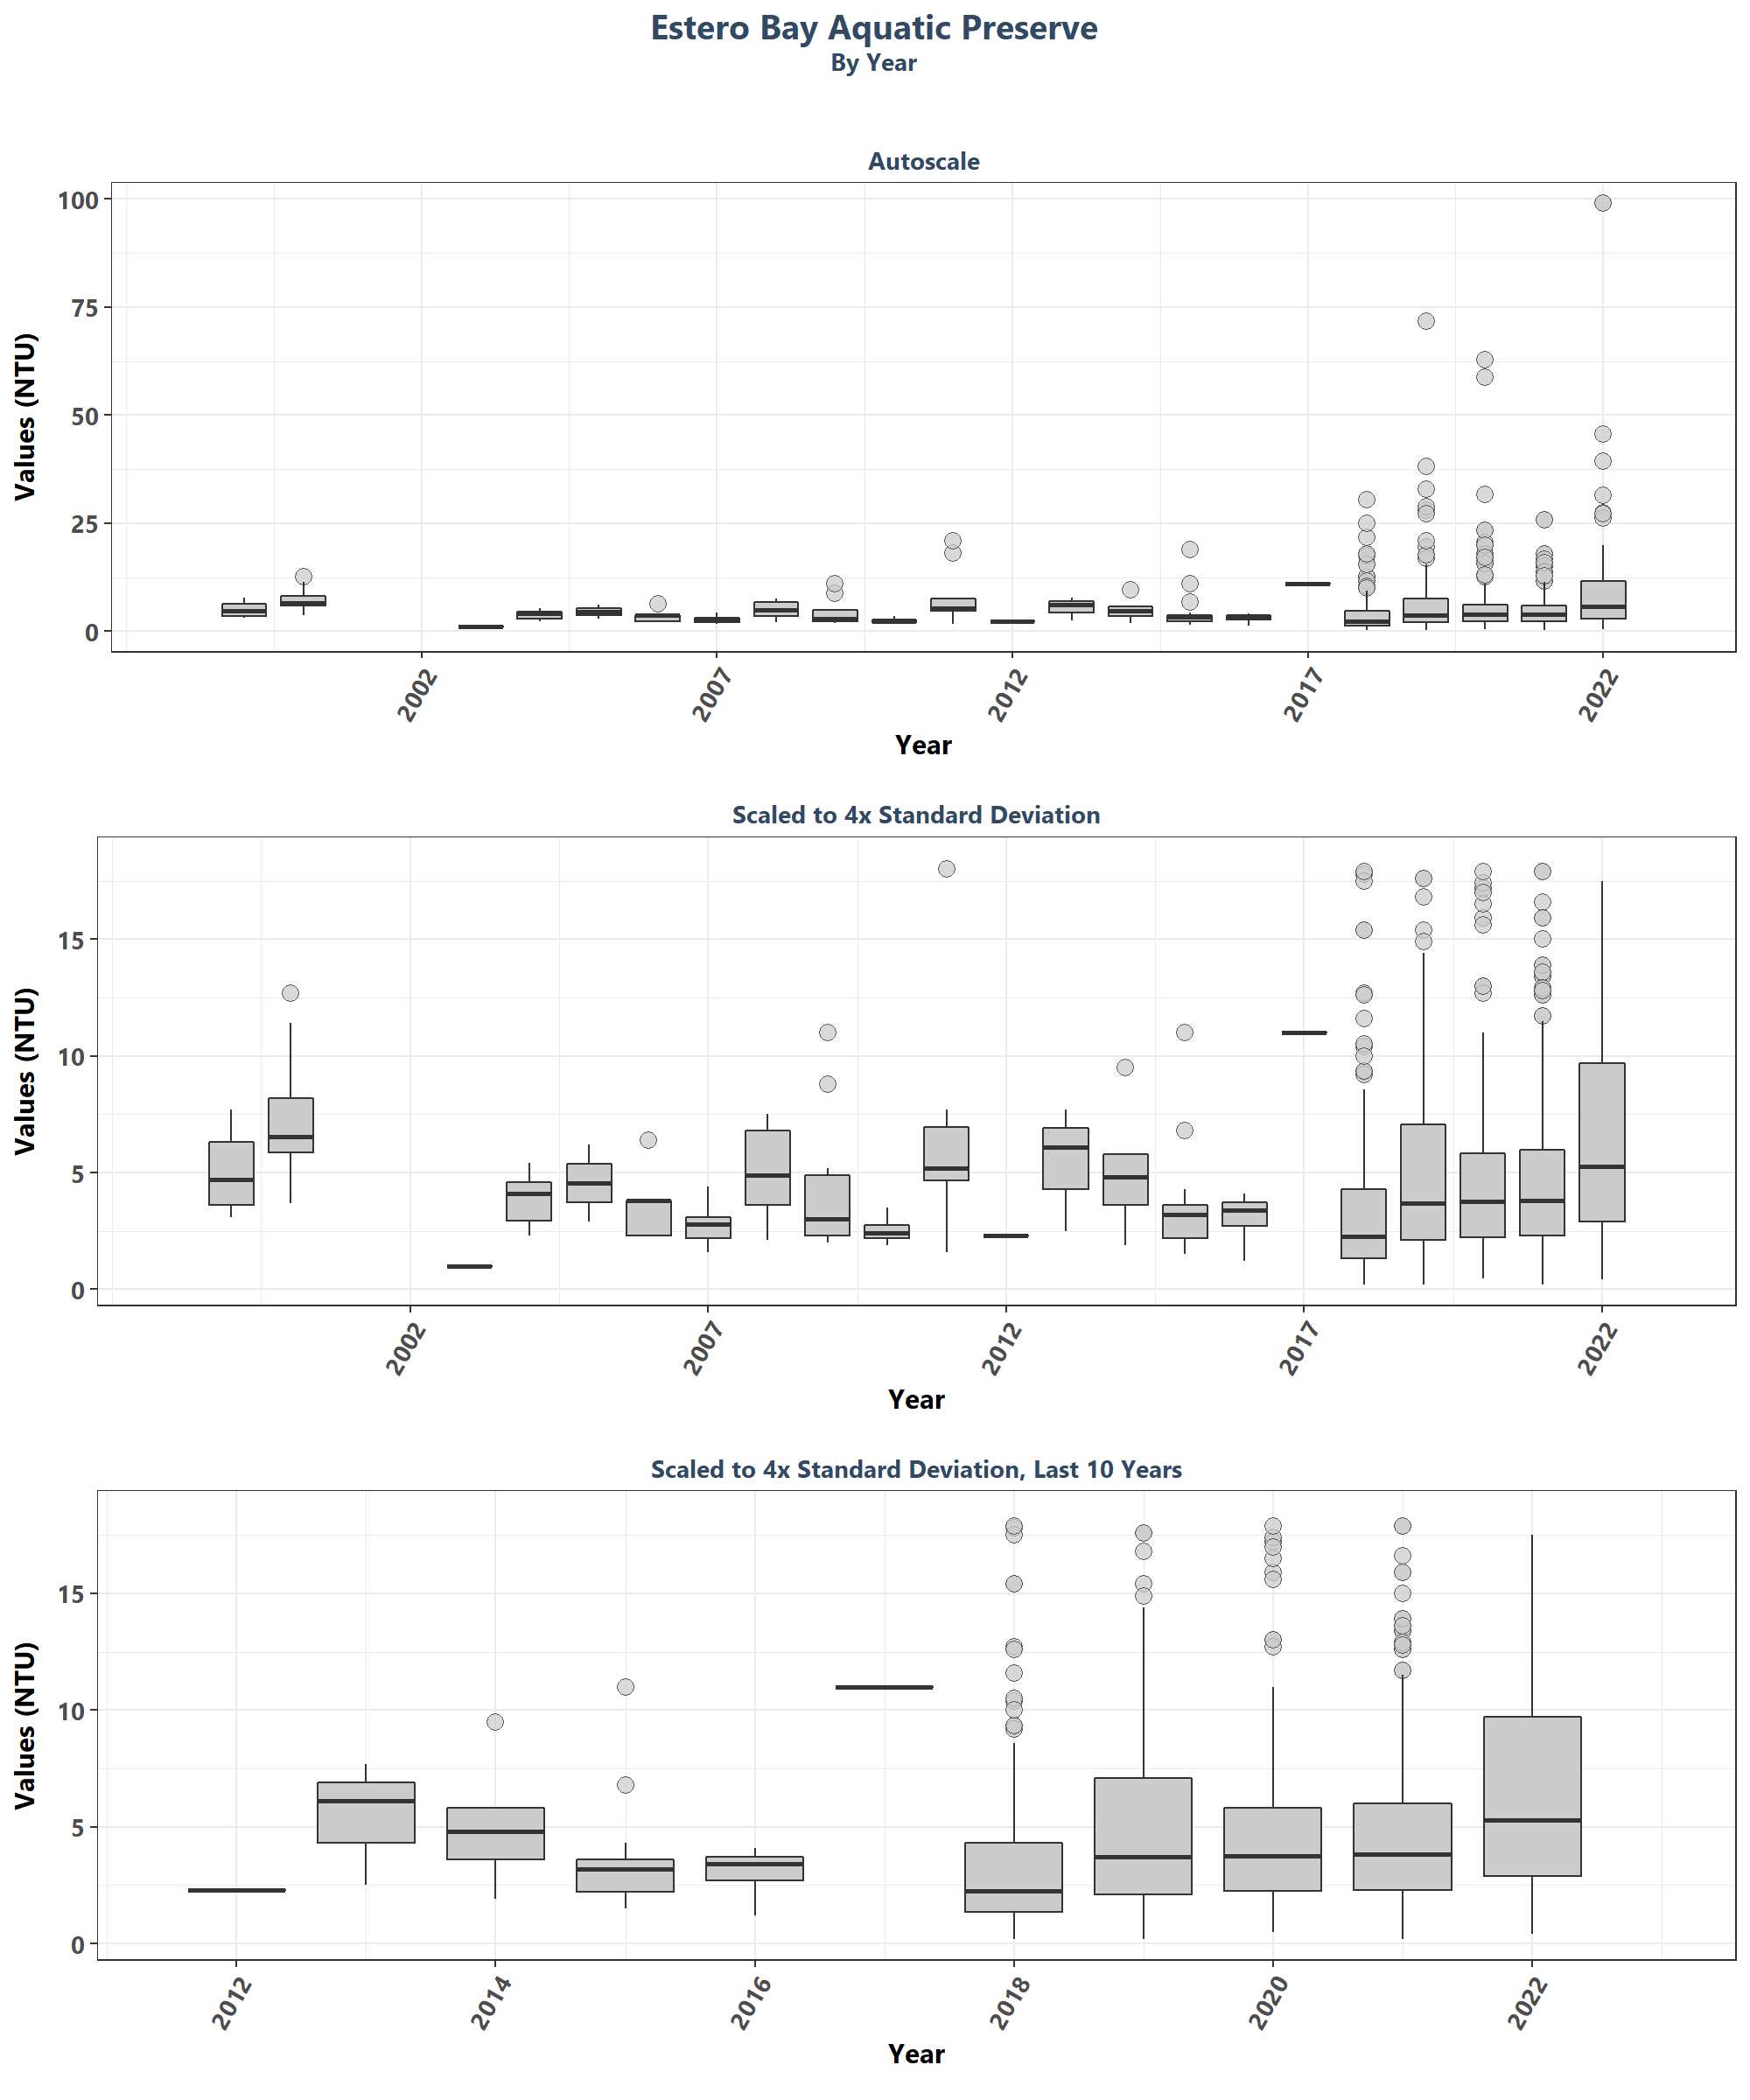 Estero Bay Aquatic Preserve
By Year
Autoscale
Values (NTU)
100
75
50
25
0
2002 2007 2012 2017 2022
Year
Scaled to 4x Standard Deviation
Values (NTU)
15
10
5
0
2002 2007 2012 2017 2022
Year
Scaled to 4x Standard Deviation, Last 10 Years
Values (NTU)
15
10
5
0
2012 2014 2016 2018 2020 2022
Year